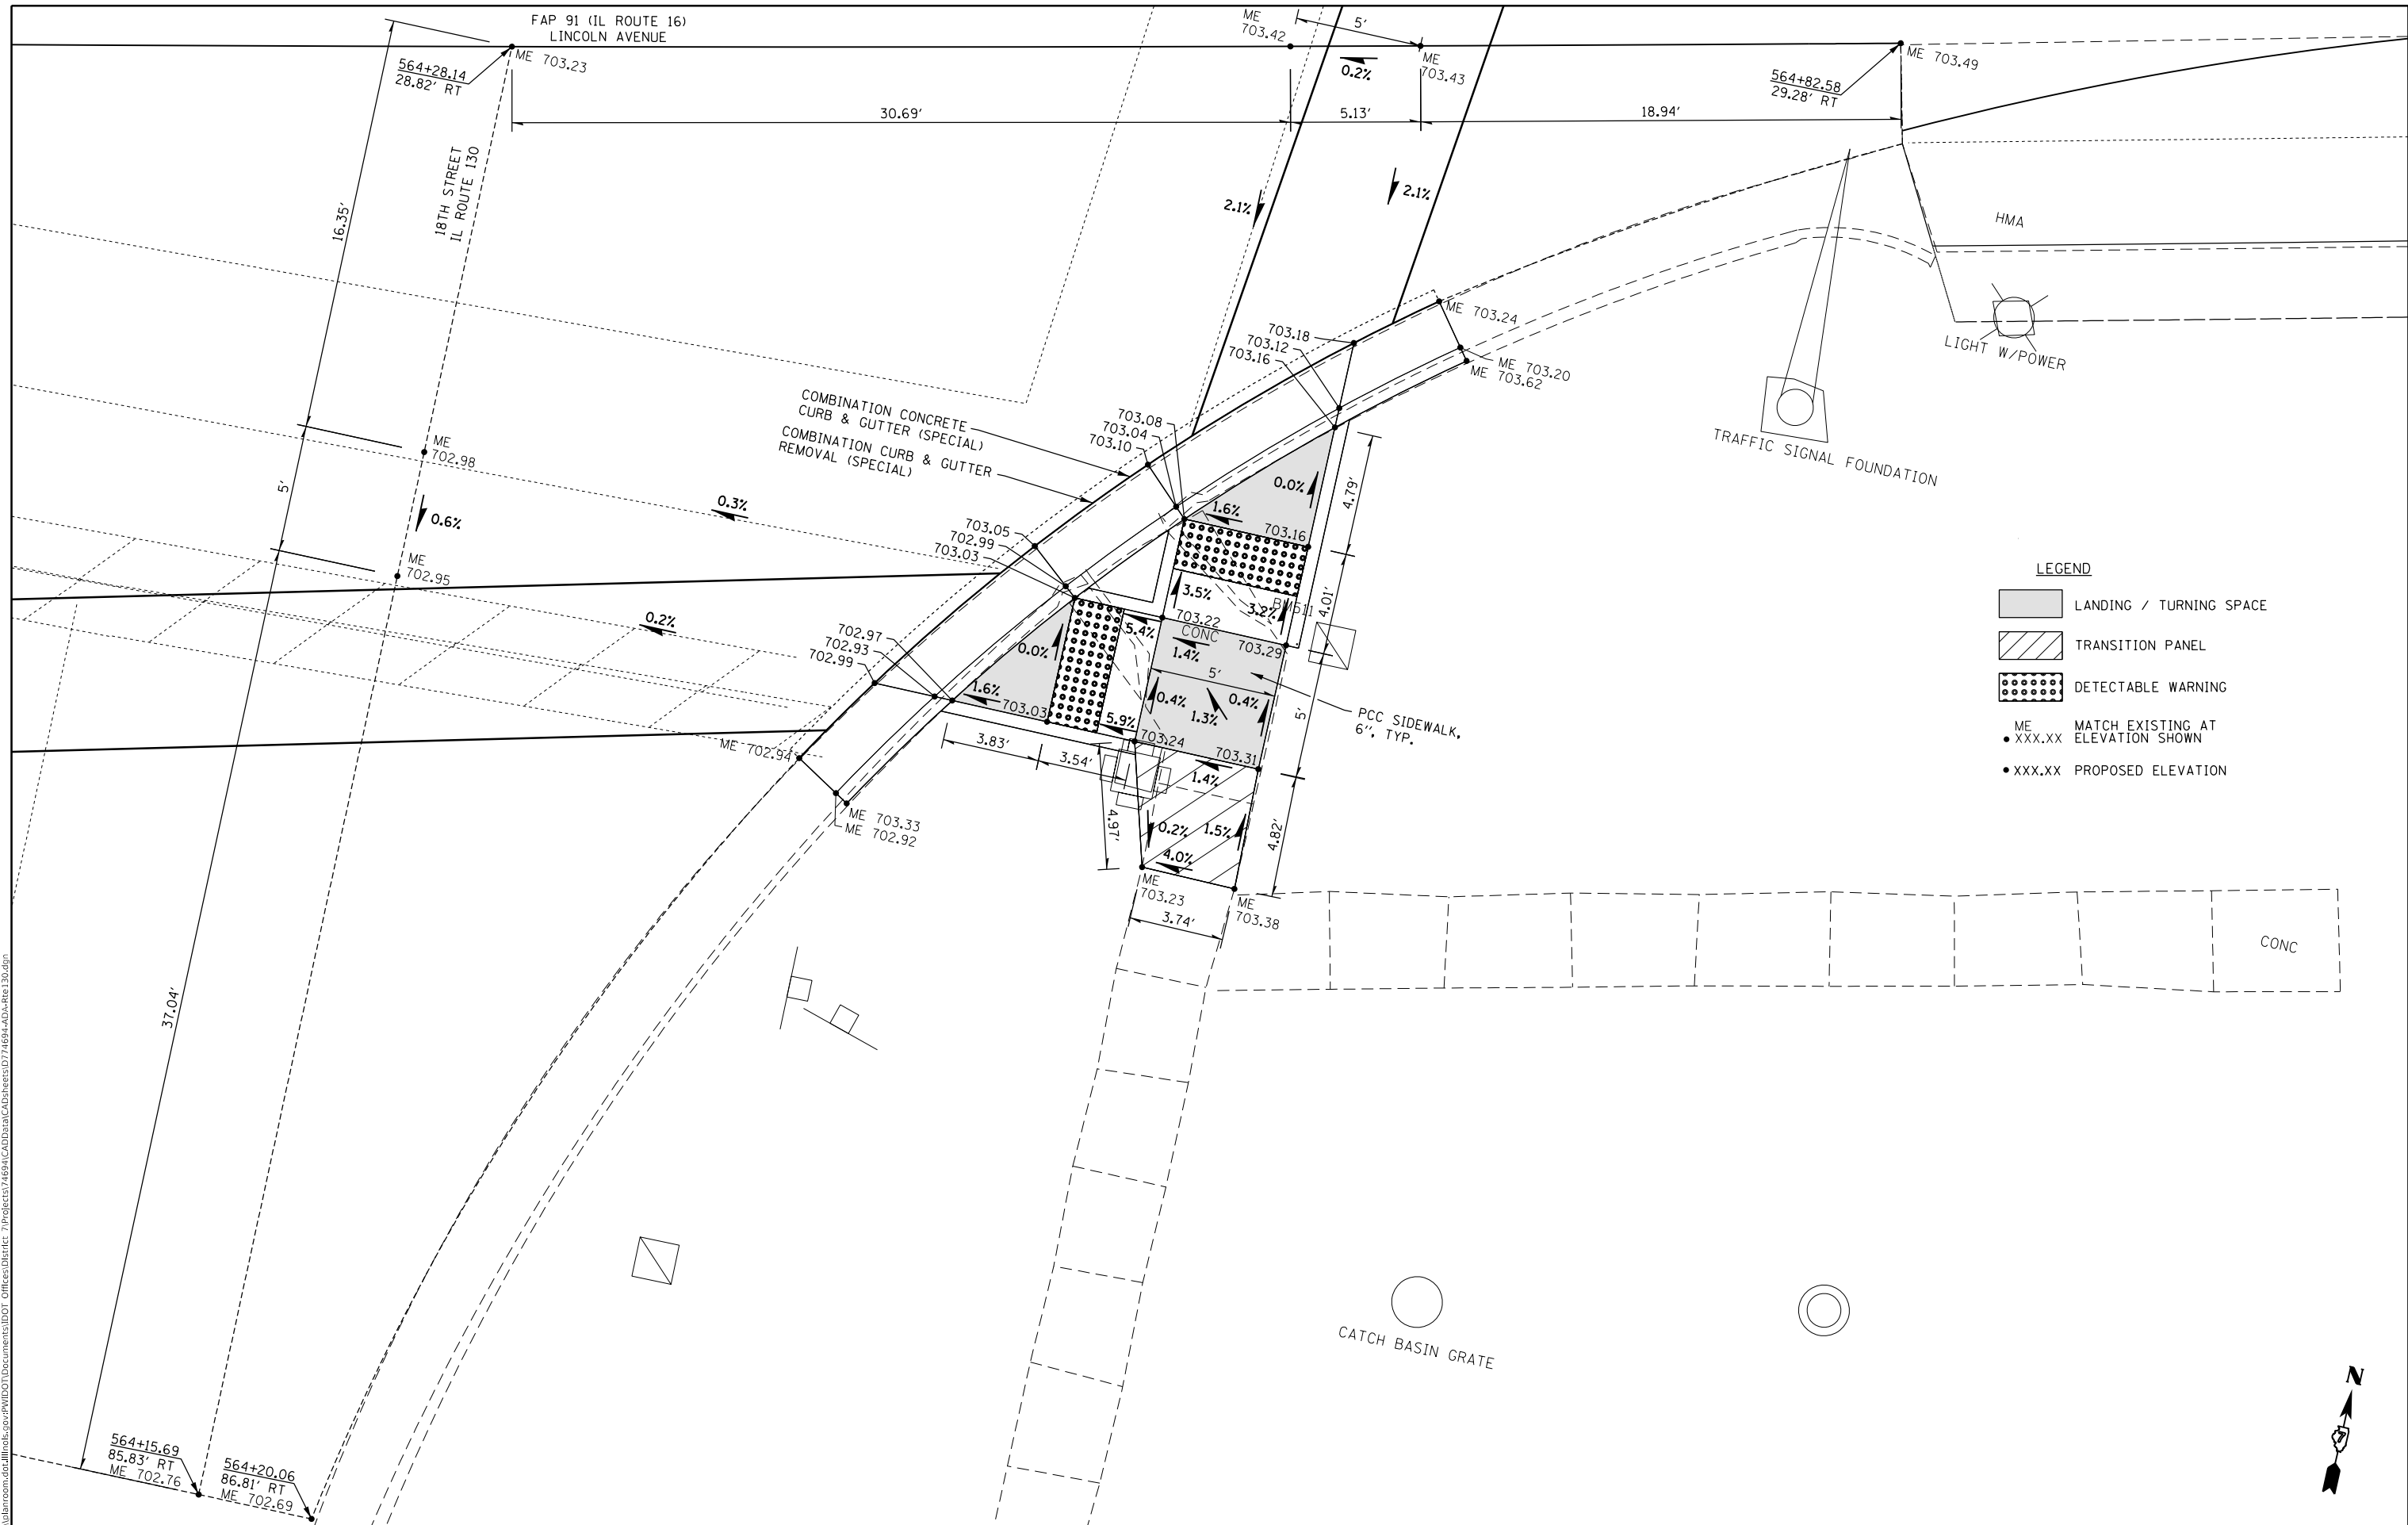 FAP 91 (IL ROUTE 16)
LINCOLN AVENUE
ME
703.42
5'
ME 703.23
564+28.14
28.82' RT
ME
703.43
0.2%
564+82.58
29.28' RT
ME 703.49
30.69'
5.13'
18.94'
16.35'
18TH STREET
IL ROUTE 130
2.1%
2.1%
HMA
LIGHT W/POWER
TRAFFIC SIGNAL FOUNDATION
ME 703.24
703.18
703.12
703.16
ME 703.20
ME 703.62
COMBINATION CONCRETE
CURB & GUTTER (SPECIAL)
COMBINATION CURB & GUTTER
REMOVAL (SPECIAL)
703.08
703.04
703.10
ME
702.98
5'
0.6%
0.3%
ME
702.95
703.05
702.99
703.03
0.0%
1.6%
703.16
4.79'
3.5%
3.2%
BM511
4.01'
0.2%
702.97
702.93
702.99
0.0%
1.6%
703.03
5.4%
703.22
CONC
1.4%
703.29
5'
0.4%
1.3%
0.4%
5.9%
703.24
703.31
5'
PCC SIDEWALK,
6", TYP.
ME 702.94
3.83'
3.54'
1.4%
ME 703.33
ME 702.92
4.97'
0.2%
1.5%
4.0%
4.82'
ME
703.23
ME
703.38
3.74'
LEGEND
LANDING / TURNING SPACE
TRANSITION PANEL
DETECTABLE WARNING
ME MATCH EXISTING AT
XXX.XX ELEVATION SHOWN
XXX.XX PROPOSED ELEVATION
CONC
37.04'
CATCH BASIN GRATE
564+15.69
85.83' RT
ME 702.76
564+20.06
86.81' RT
ME 702.69
N
7